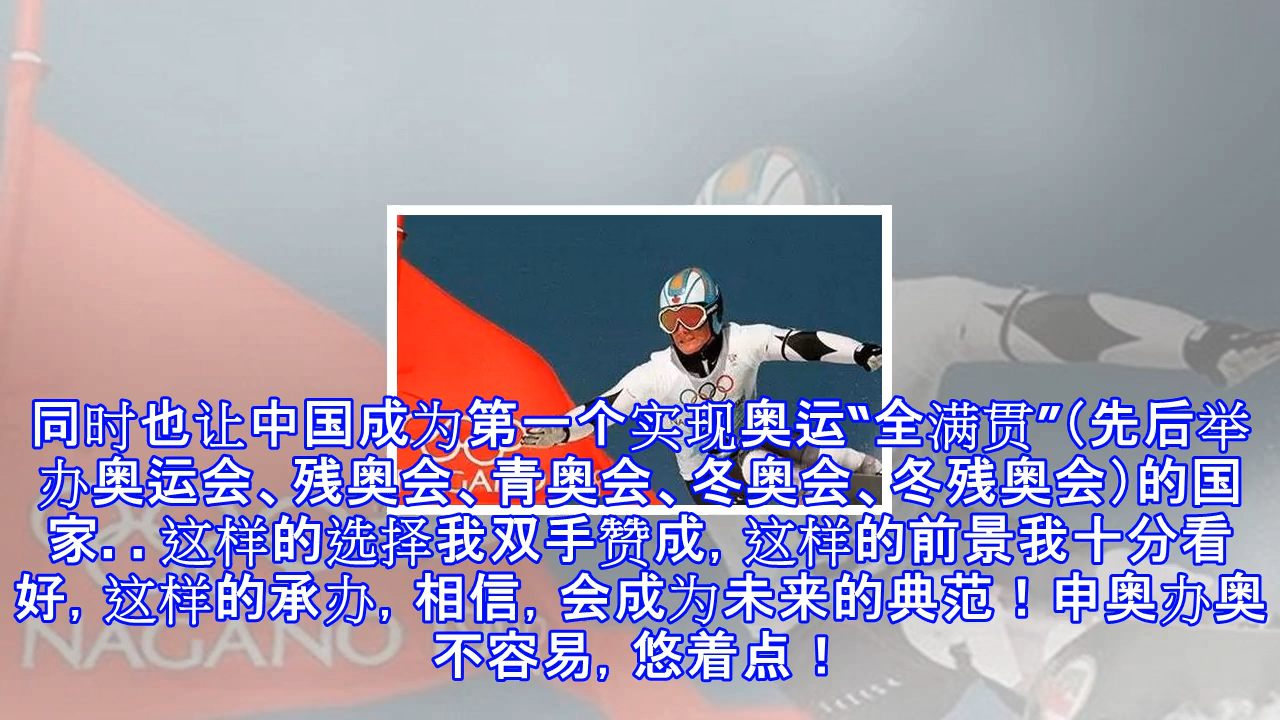 同时也让中国成为第一个实现奥运“全满贯”(先后举
办奥运会、残奥会、青奥会、冬奥会、冬残奥会)的国
家..这样的选择我双手赞成,这样的前景我十分看
好,这样的承办,相信,会成为未来的典范!申奥办奥
不容易,悠着点!
NAGANO